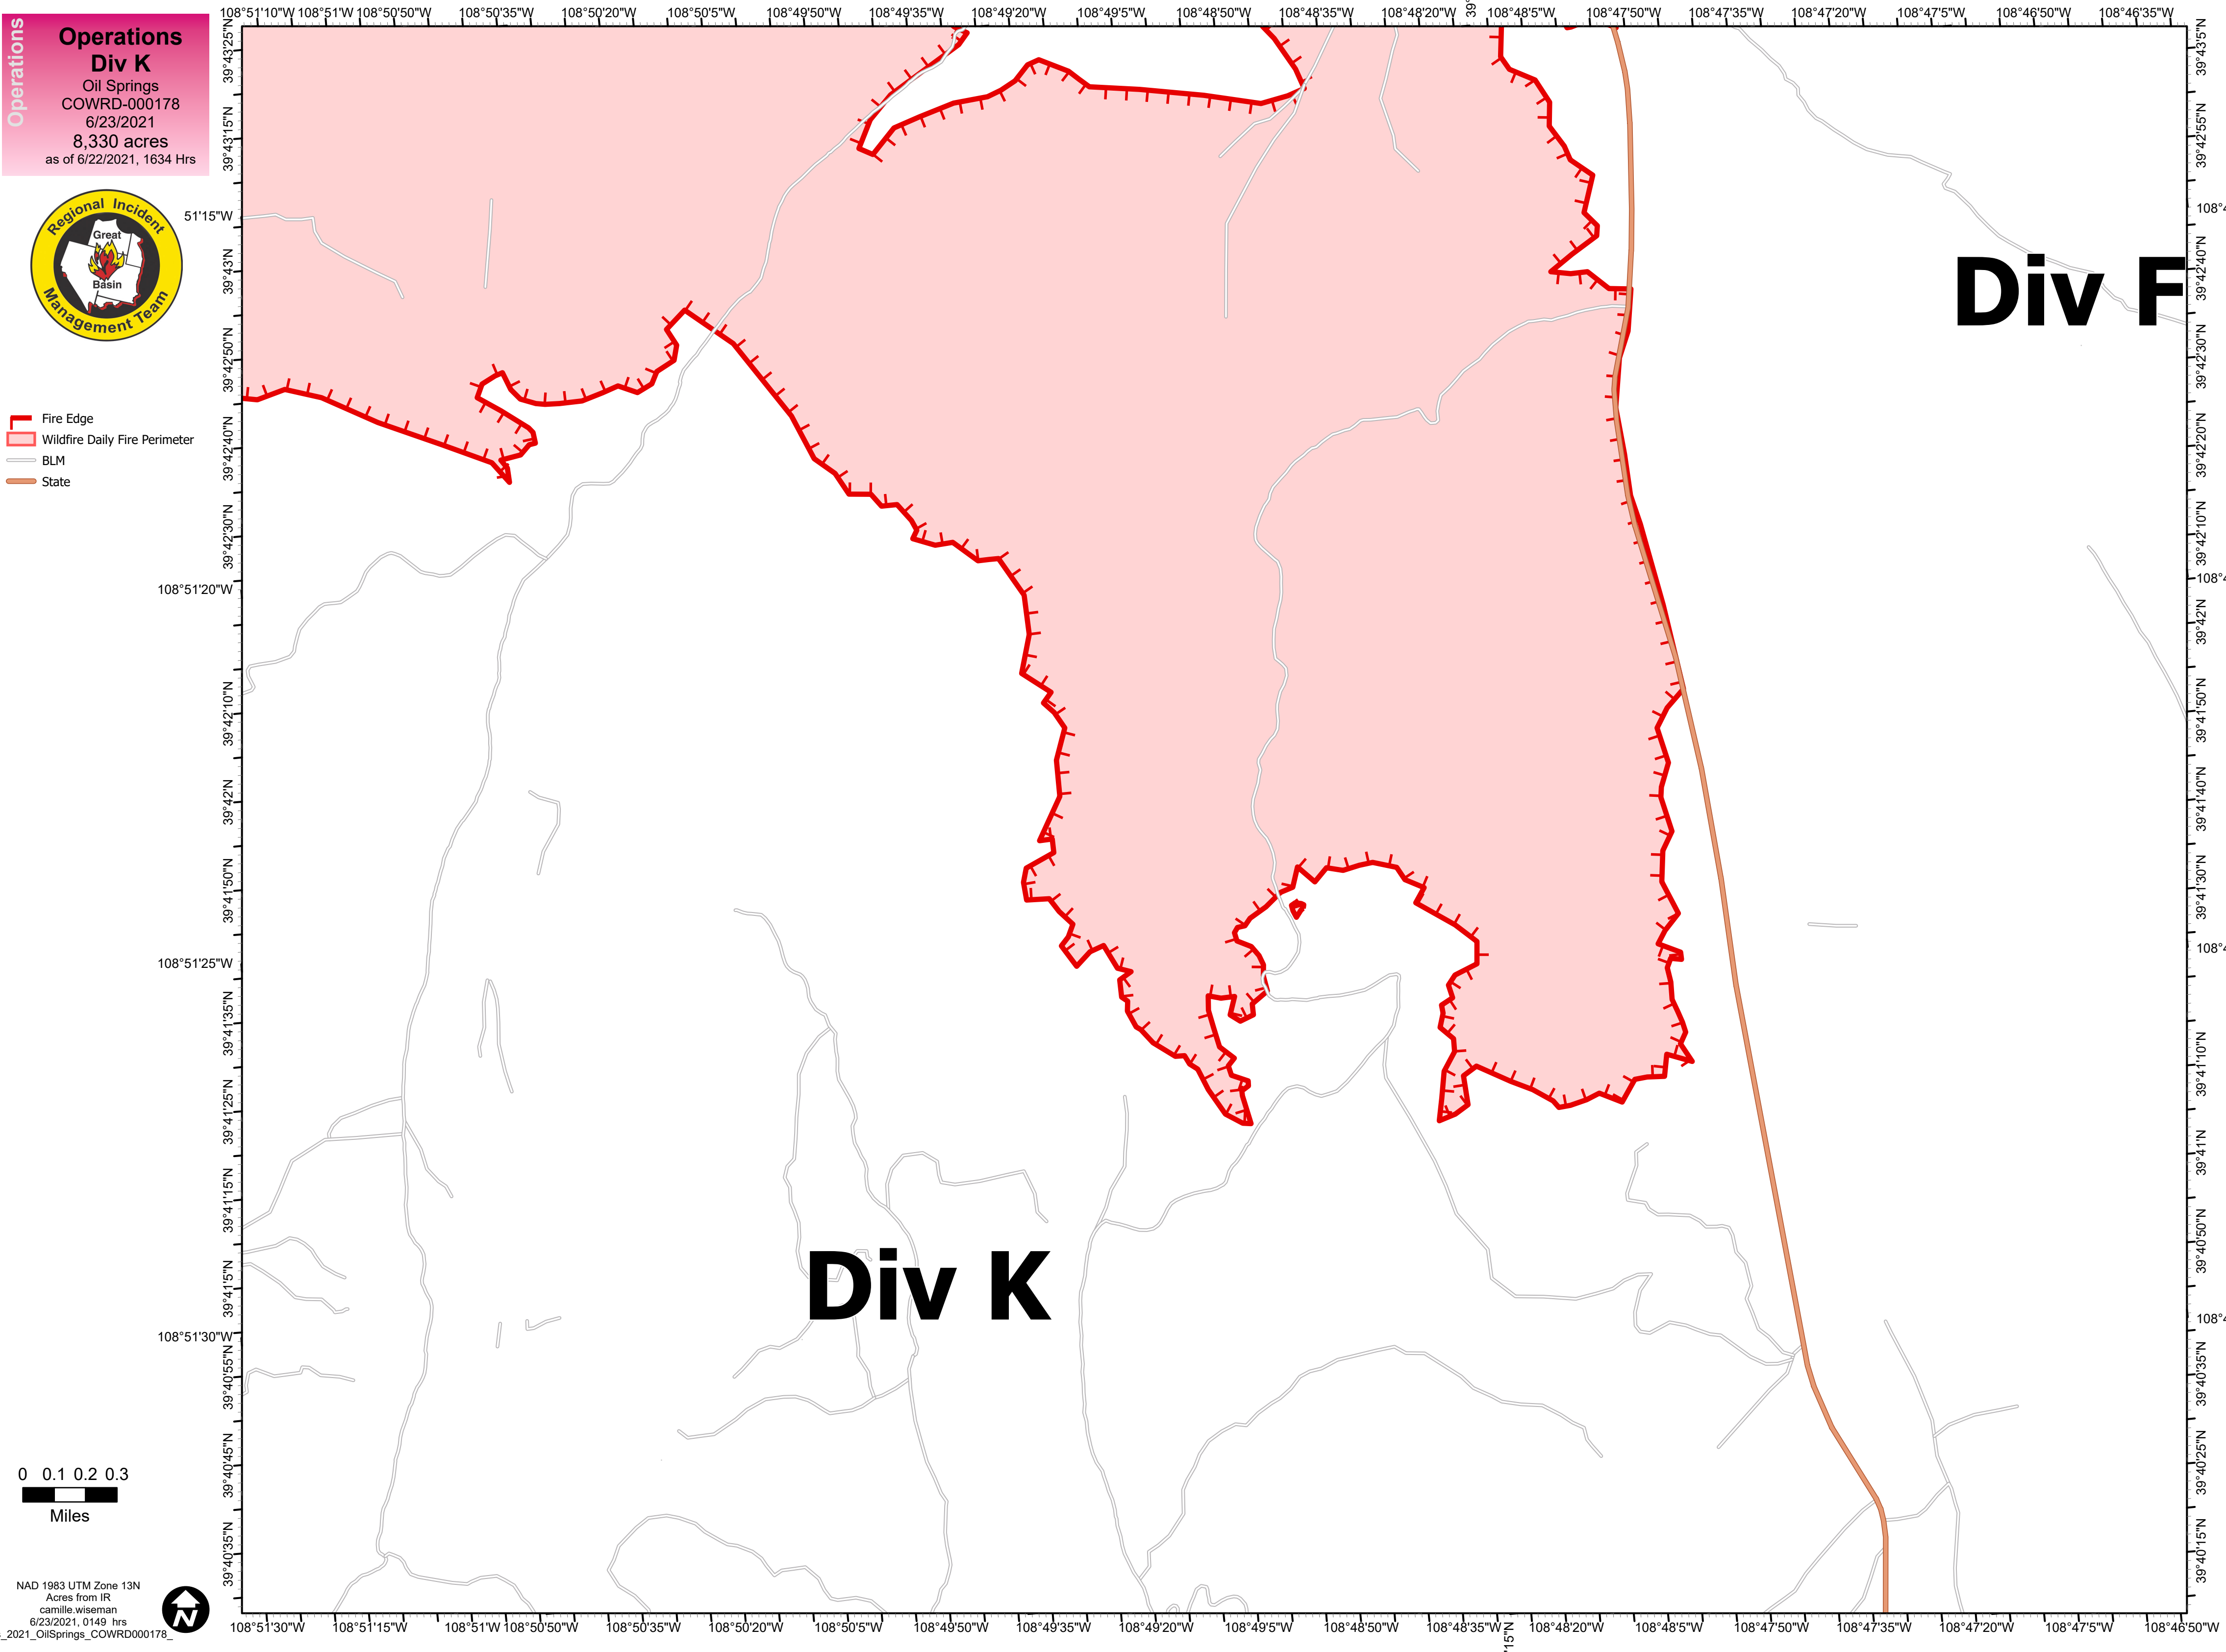 Operations
Operations
Div K
Oil Springs
COWRD-000178
6/23/2021
8,330 acres
as of 6/22/2021, 1634 Hrs
Regional Incident
Great
Basin
Management Team
Fire Edge
Wildfire Daily Fire Perimeter
BLM
State
0 0.1 0.2 0.3
Miles
NAD 1983 UTM Zone 13N
Acres from IR
camille.wiseman
6/23/2021, 0149 hrs
_2021_OilSprings_COWRD000178_
N
108°51'10"W 108°51'W 108°50'50"W 108°50'35"W 108°50'20"W 108°50'5"W 108°49'50"W 108°49'35"W 108°49'20"W 108°49'5"W 108°48'50"W 108°48'35"W 108°48'20"W 39° 108°48'5"W 108°47'50"W 108°47'35"W 108°47'20"W 108°47'5"W 108°46'50"W 108°46'35"W
39°43'25"N
39°43'15"N
51'15"W
39°43'N
39°42'50"N
39°42'40"N
39°42'30"N
108°51'20"W
39°42'10"N
39°42'N
39°41'50"N
108°51'25"W
39°41'35"N
39°41'25"N
39°41'15"N
39°41'5"N
108°51'30"W
39°40'55"N
39°40'45"N
39°40'35"N
Div F
Div K
39°43'5"N
39°42'55"N
108°4
39°42'40"N
39°42'30"N
39°42'20"N
39°42'10"N
108°4
39°42'N
39°41'50"N
39°41'40"N
39°41'30"N
108°4
39°41'20"N
39°41'10"N
39°41'N
39°40'50"N
108°4
39°40'35"N
39°40'25"N
39°40'15"N
108°51'30"W 108°51'15"W 108°51'W 108°50'50"W 108°50'35"W 108°50'20"W 108°50'5"W 108°49'50"W 108°49'35"W 108°49'20"W 108°49'5"W 108°48'50"W 108°48'35"W 15"N 108°48'20"W 108°48'5"W 108°47'50"W 108°47'35"W 108°47'20"W 108°47'5"W 108°46'50"W